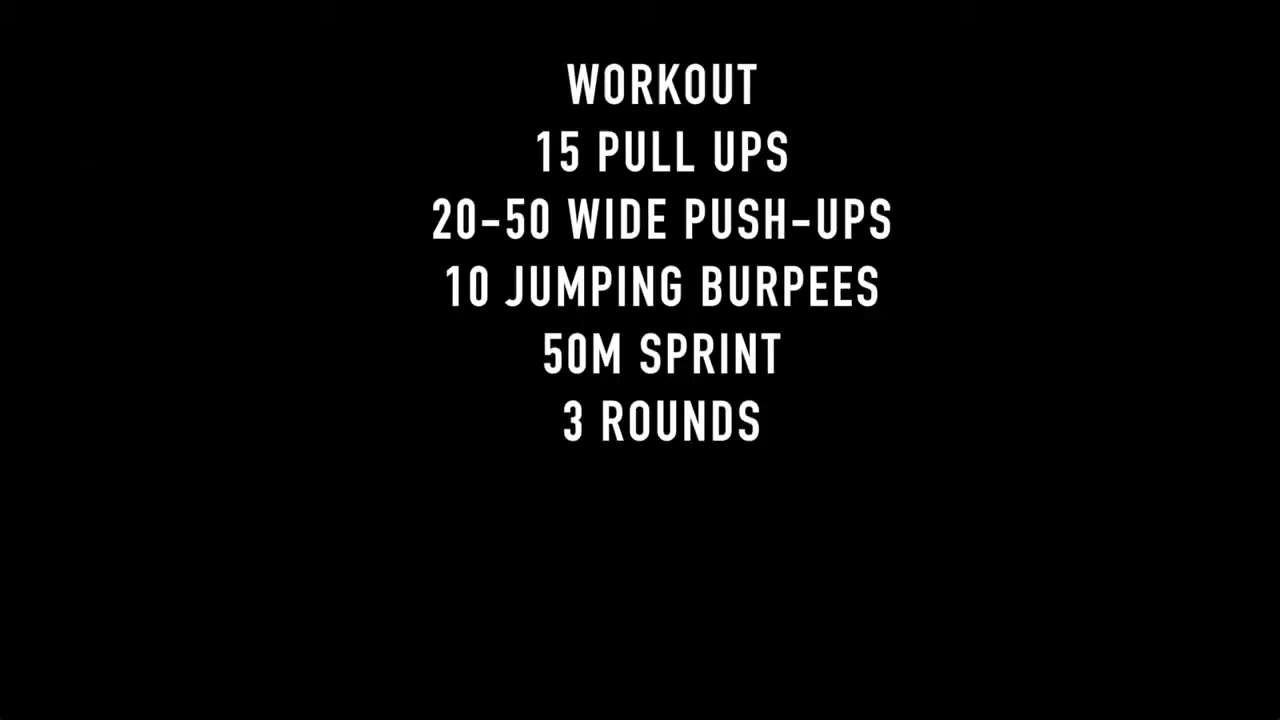 WORKOUT
15 PULL UPS
20-50 WIDE PUSH-UPS
10 JUMPING BURPEES
50M SPRINT
3 ROUNDS